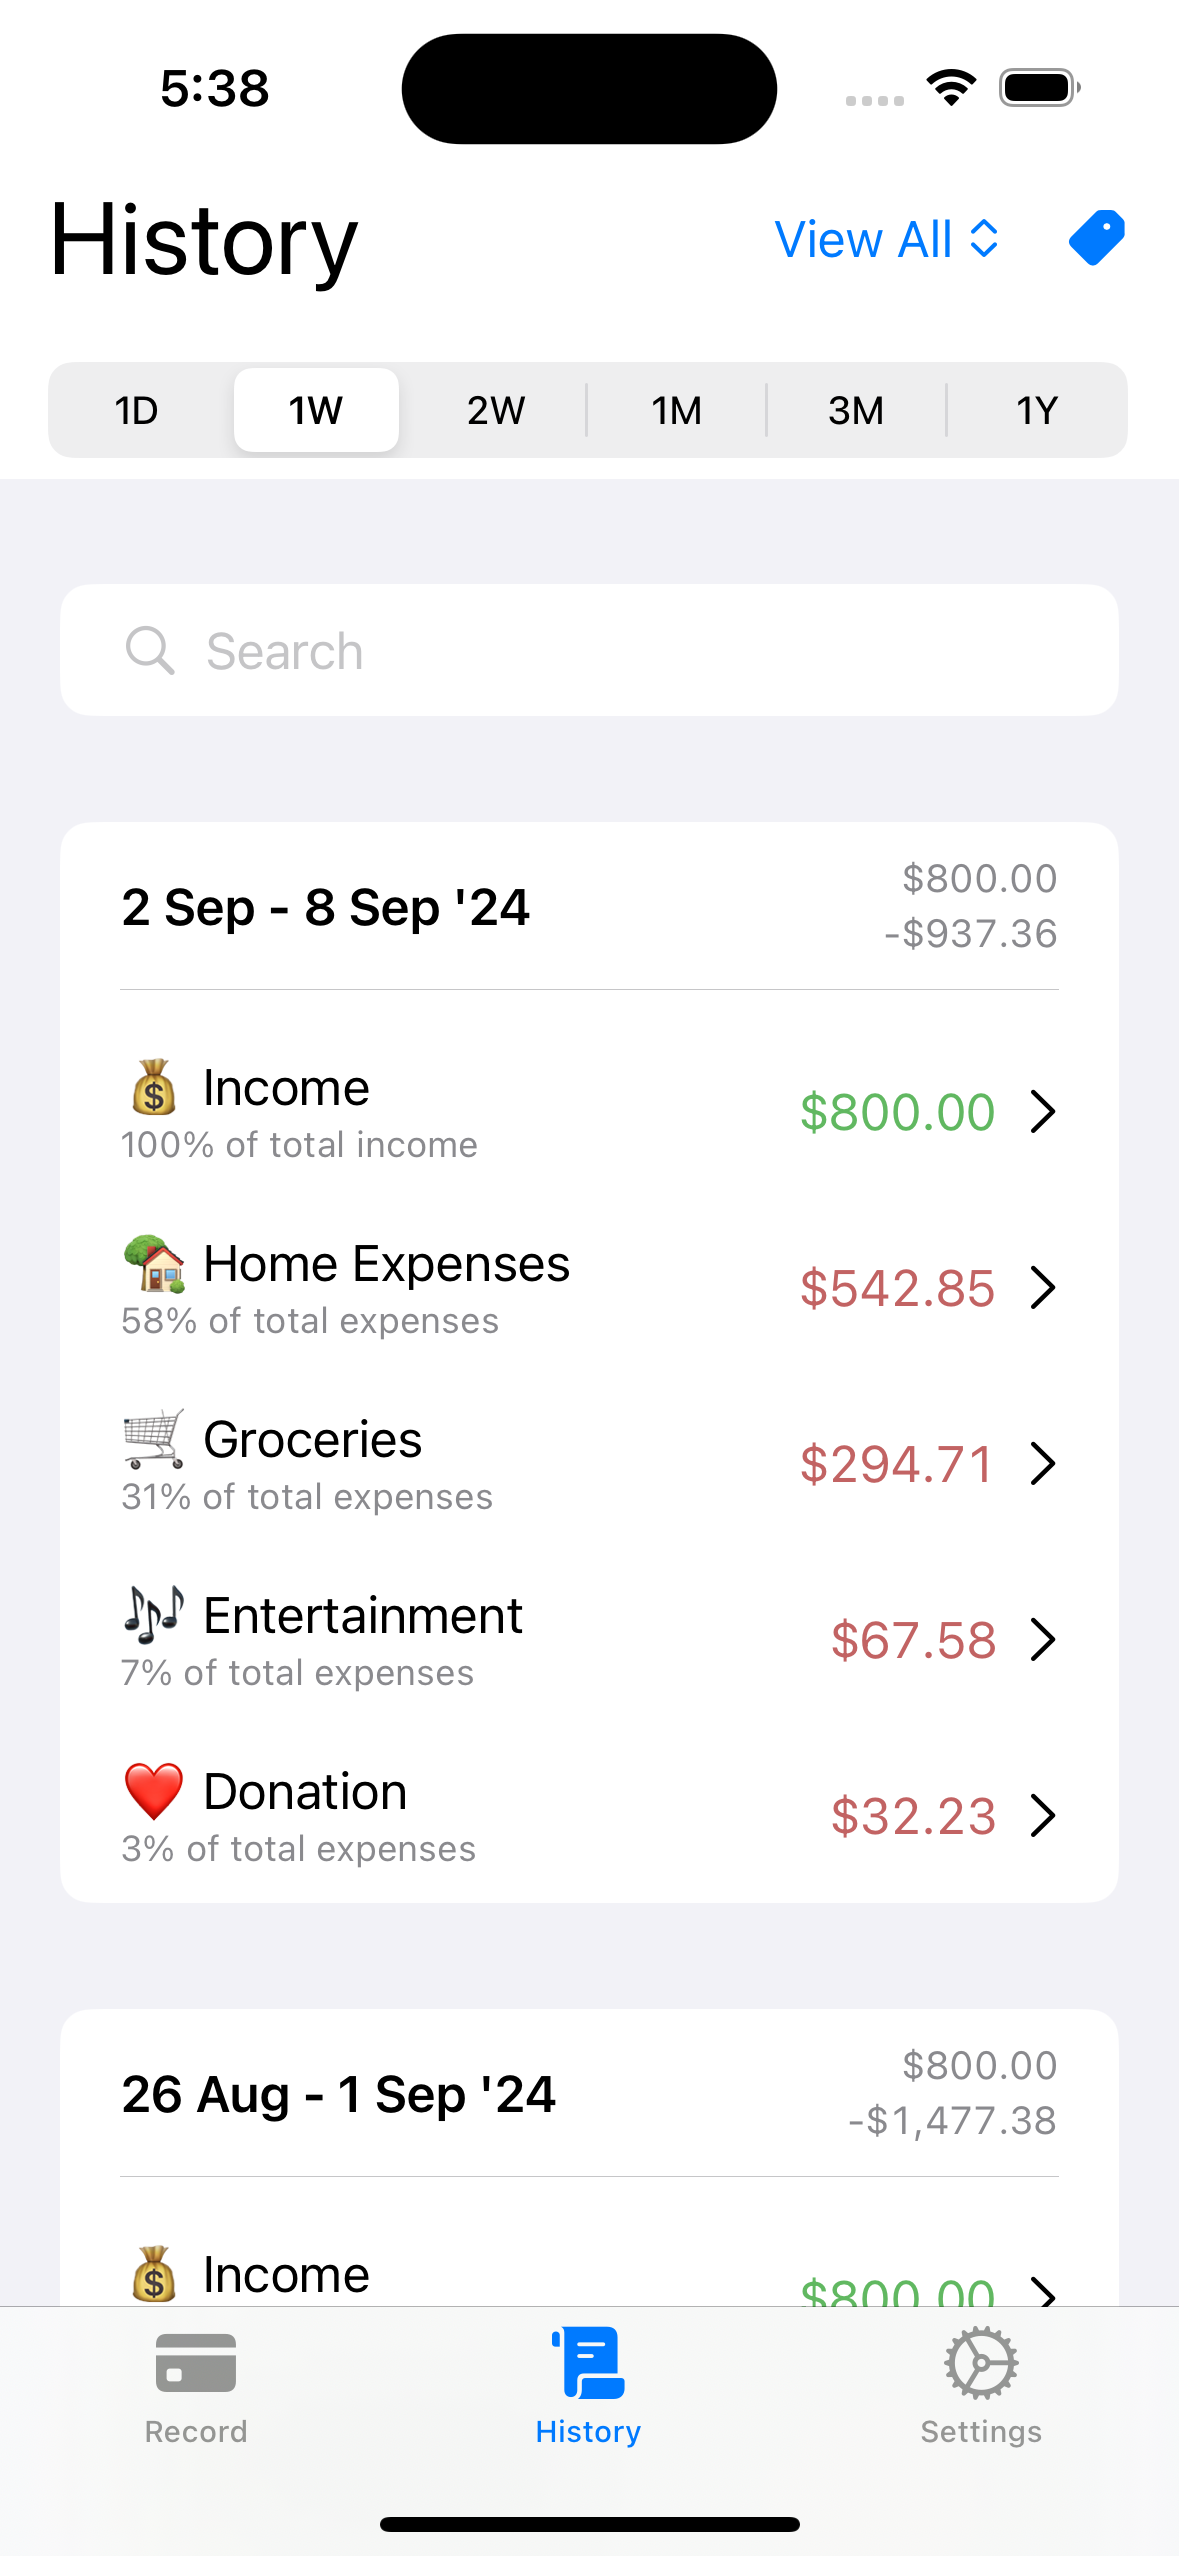 5:38
History
View All
1D 1W 2W 1M 3M 1Y
Search
2 Sep - 8 Sep '24
$800.00
-$937.36
Income
100% of total income
$800.00
Home Expenses
58% of total expenses
$542.85
Groceries
31% of total expenses
$294.71
Entertainment
7% of total expenses
$67.58
Donation
3% of total expenses
$32.23
26 Aug - 1 Sep '24
$800.00
-$1,477.38
Income
$800.00
Record
History
Settings